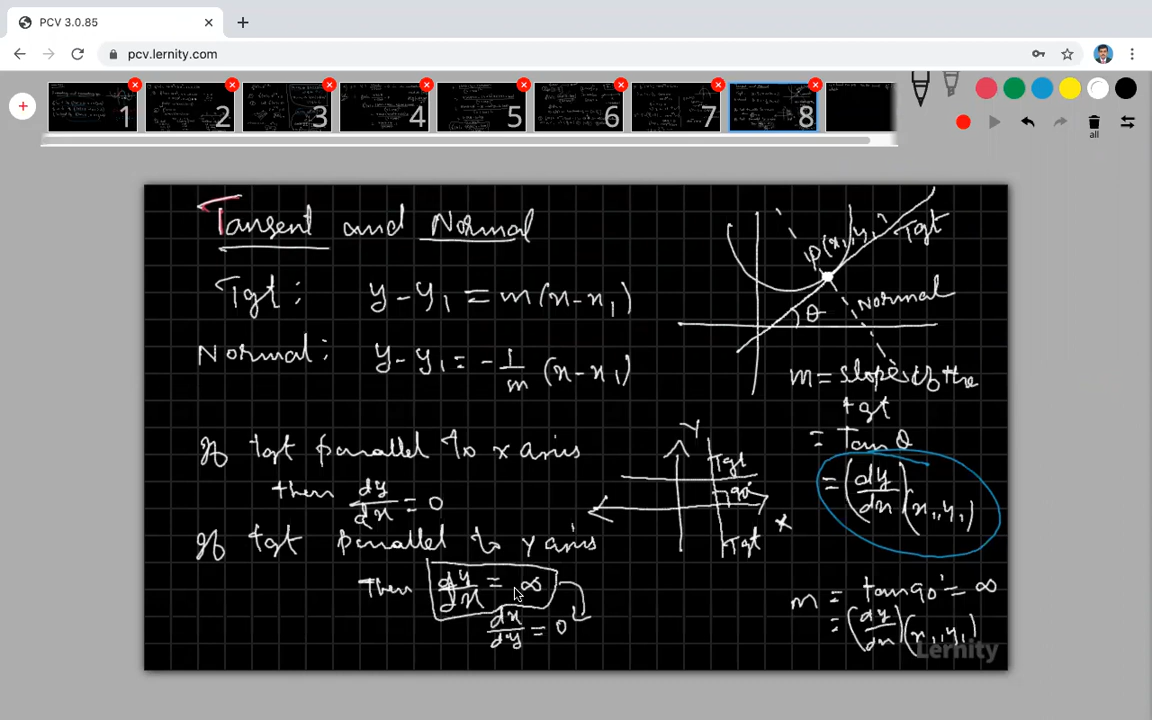 PCV 3.0.85
pcv.lernity.com
1 2 3 4 5 6 7 8
all
Tangent and Normal
Tgt : y - y₁ = m(x - x₁)
Normal : y - y₁ = - 1/m (x - x₁)
If tgt parallel to x axis
then dy/dx = 0
If tgt parallel to y axis
Then dy/dx = ∞
dx/dy = 0
P(x₁, y₁)
Tgt
Normal
θ
m = slope of the
tgt
= Tan θ
= (dy/dx)(x₁, y₁)
Y
Tgt
90°
x
Tgt
m = tan 90° = ∞
= (dy/dx)(x₁, y₁)
Lernity